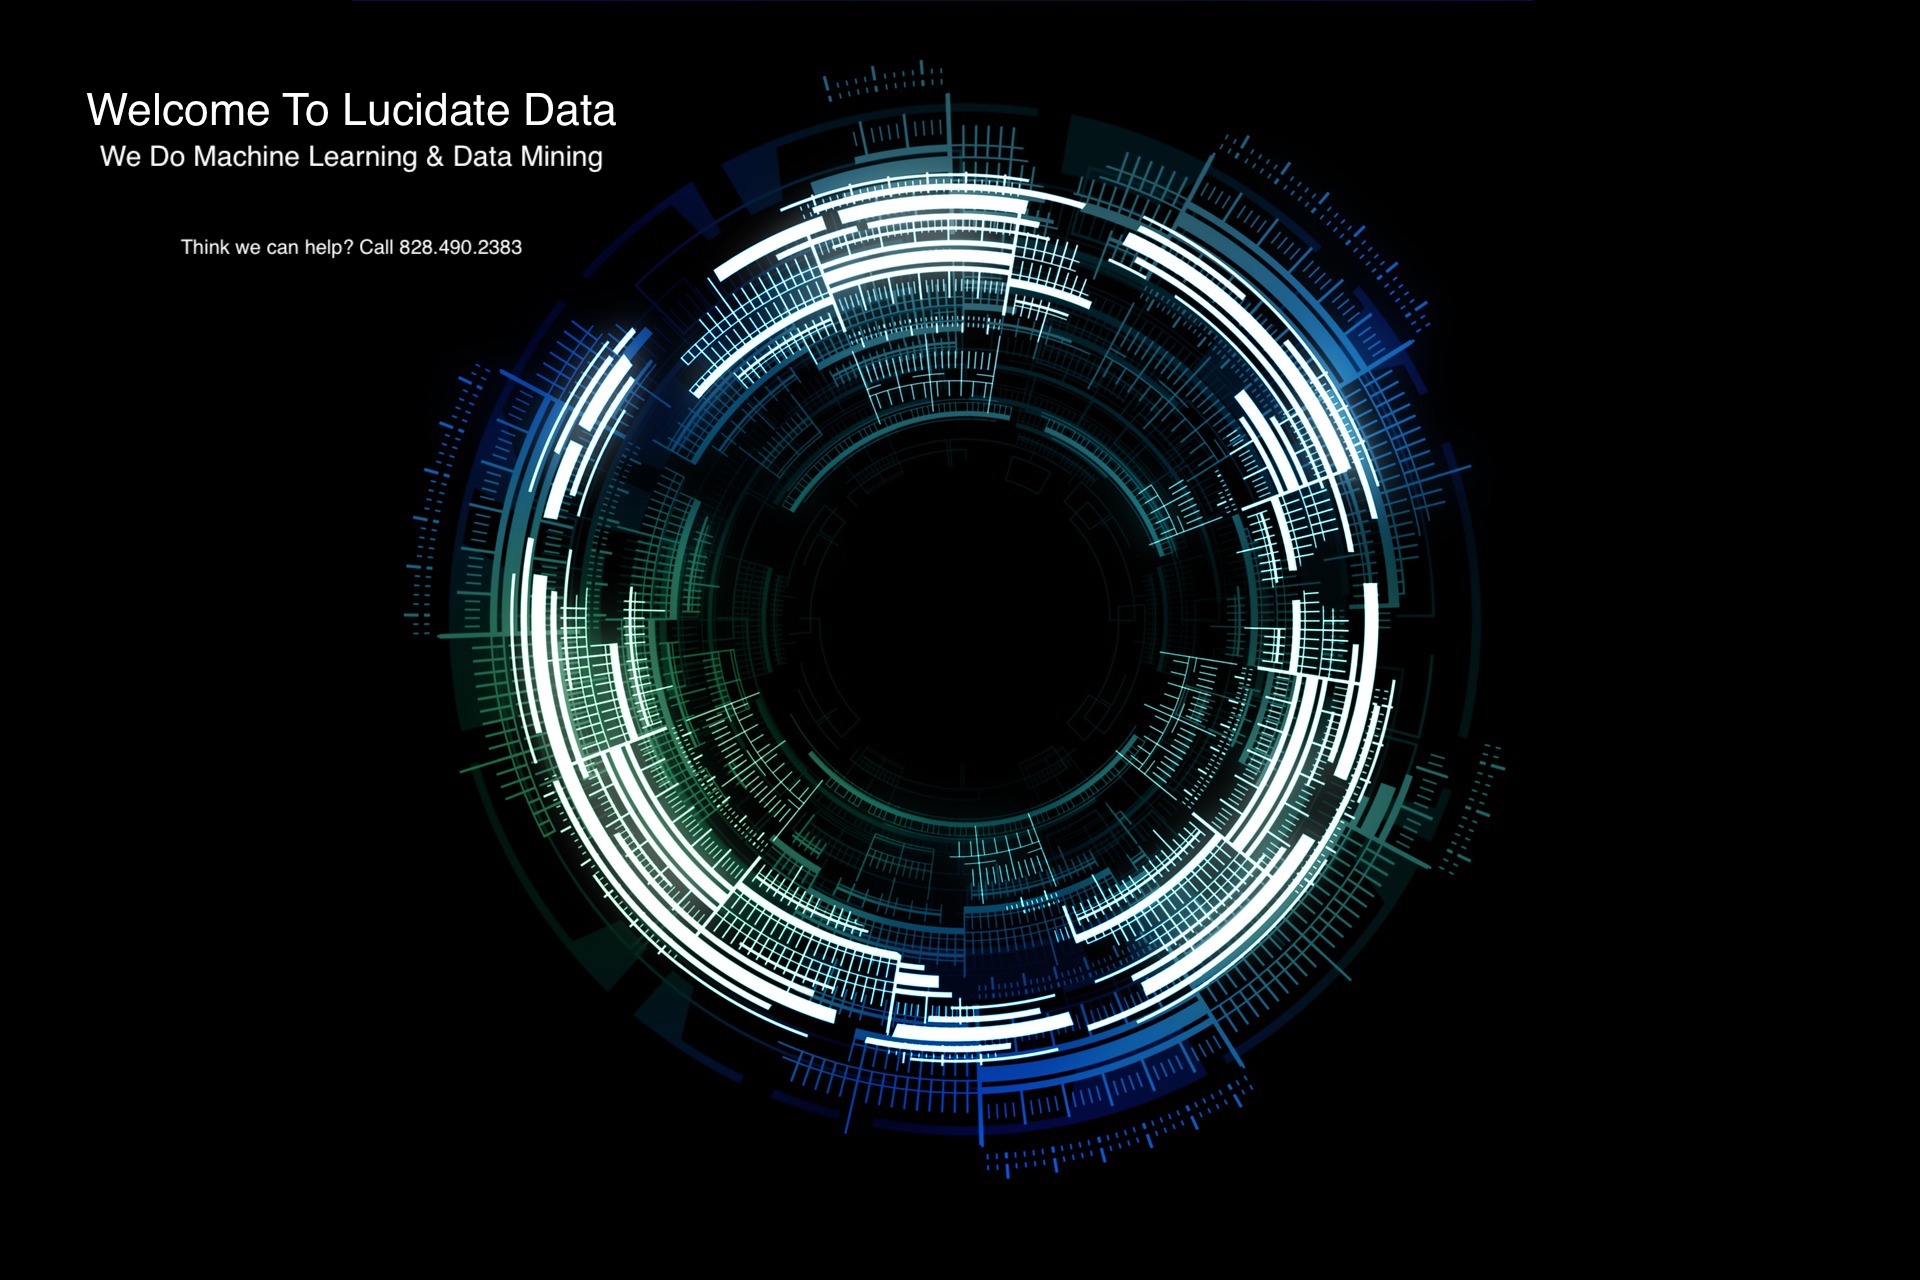 Welcome To Lucidate Data
We Do Machine Learning & Data Mining
Think we can help? Call 828.490.2383